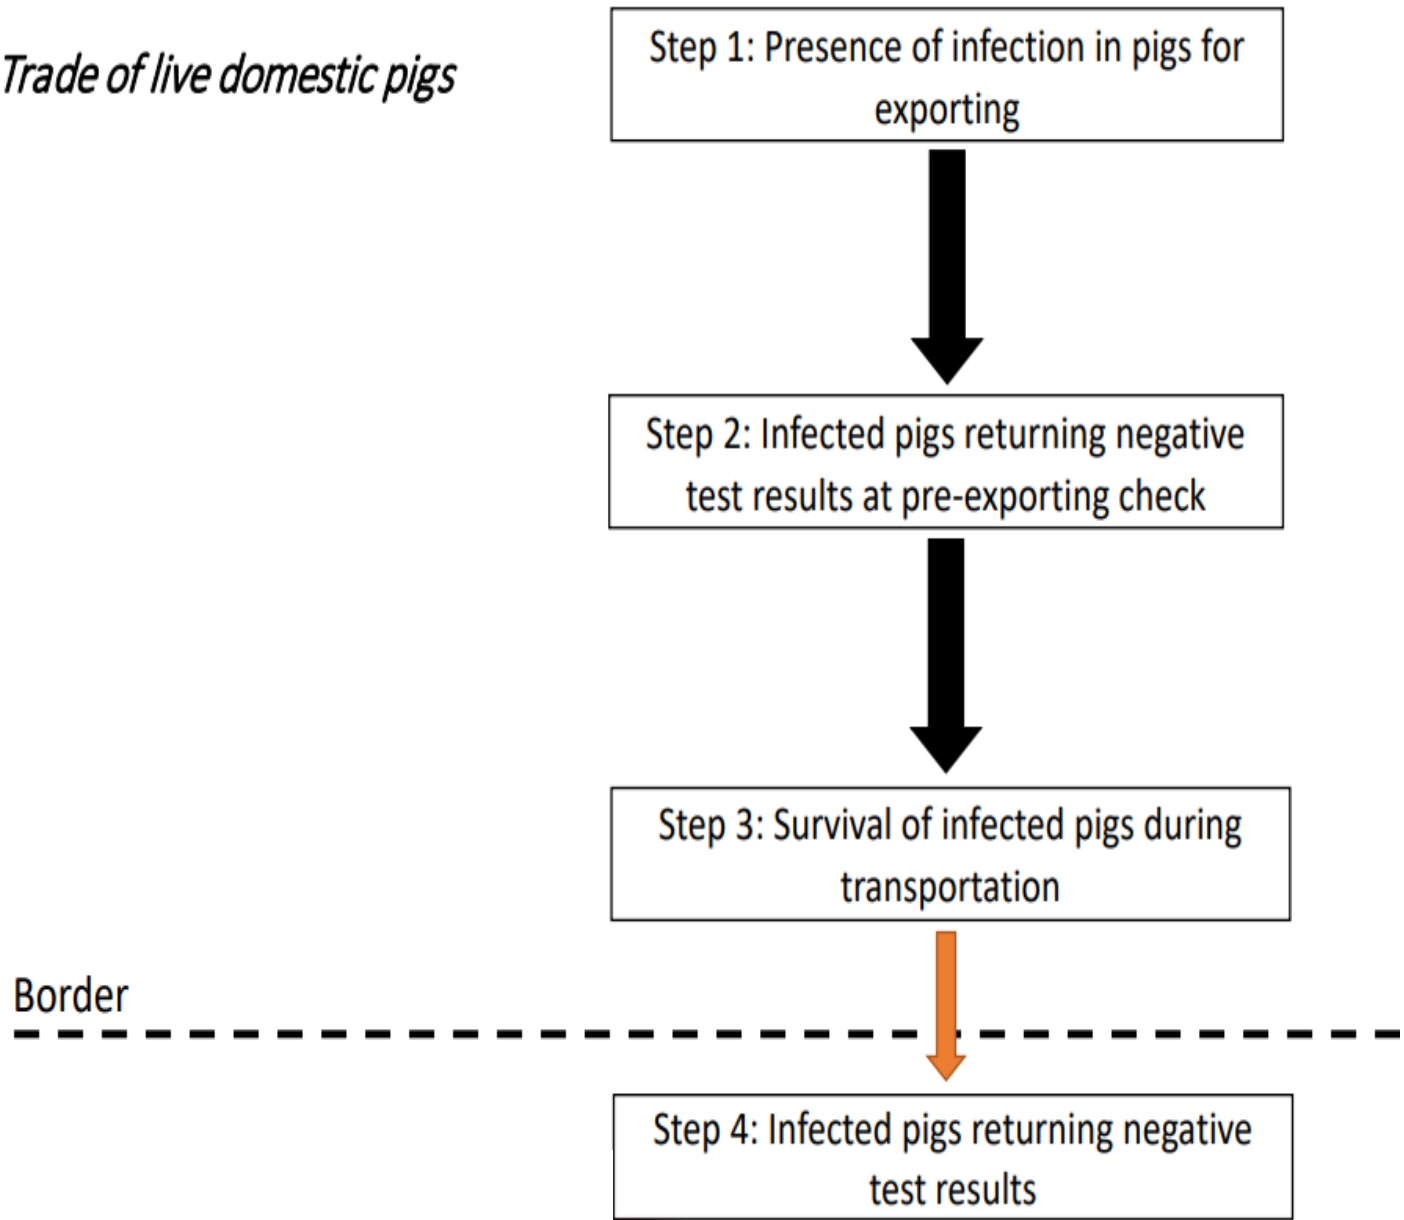 Trade of live domestic pigs
Step 1: Presence of infection in pigs for
exporting
Step 2: Infected pigs returning negative
test results at pre-exporting check
Step 3: Survival of infected pigs during
transportation
Border
Step 4: Infected pigs returning negative
test results